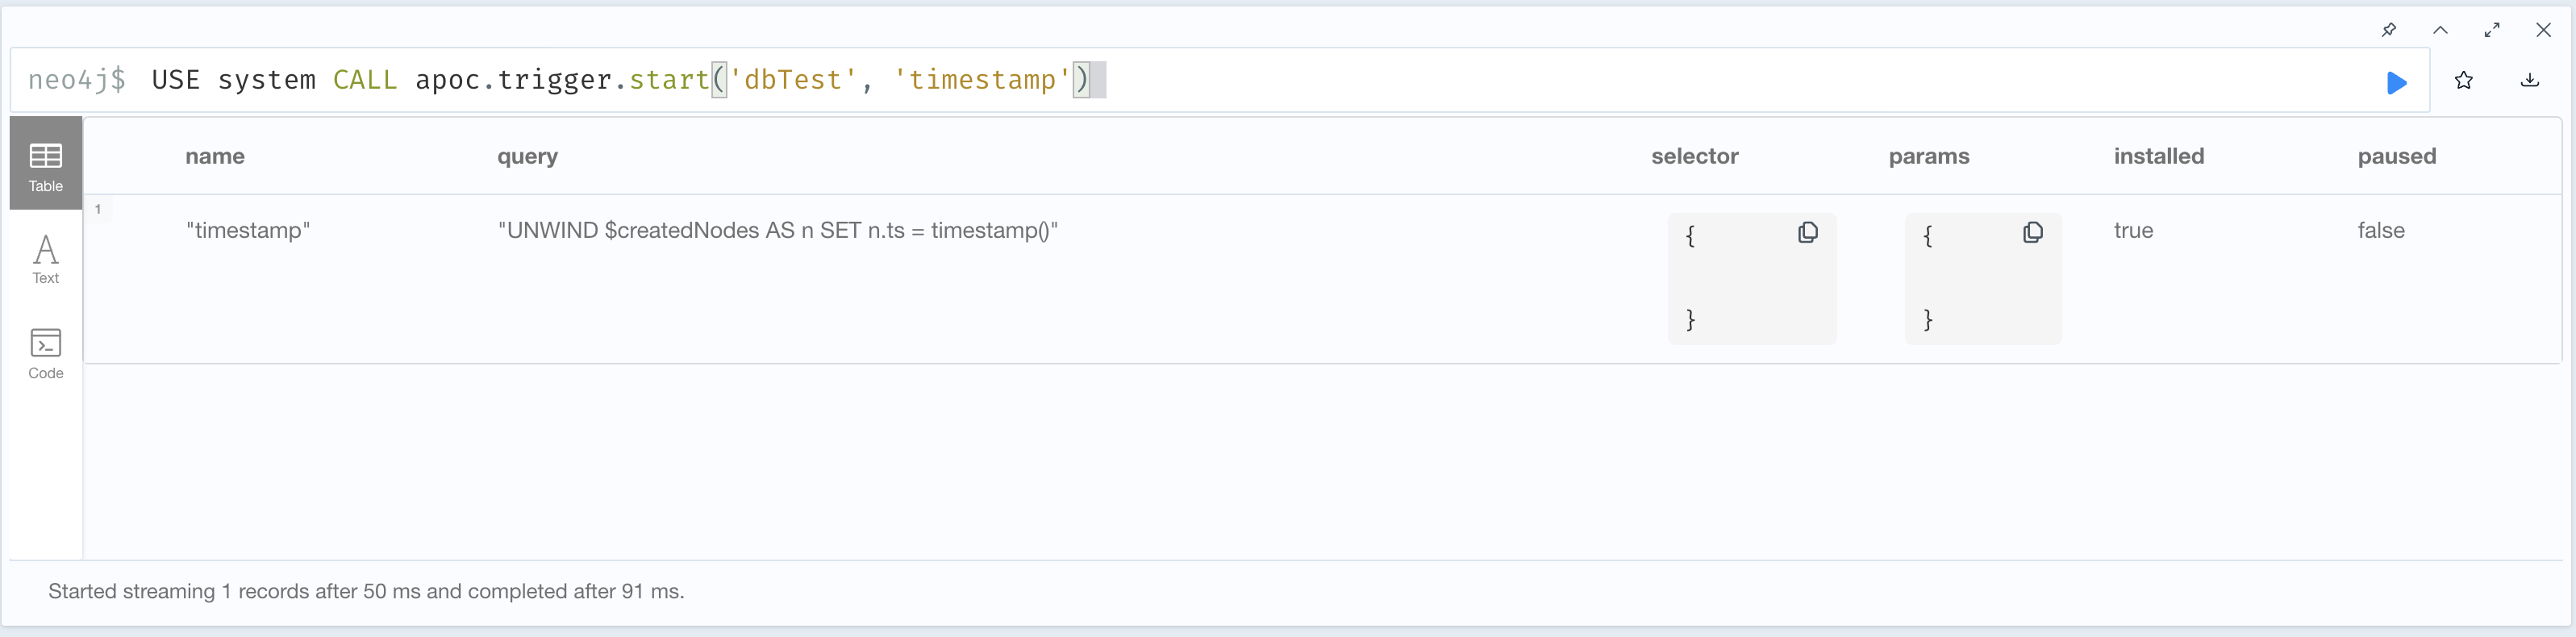 neo4j$ USE system CALL apoc.trigger.start('dbTest', 'timestamp')
name query selector params installed paused
Table
1
"timestamp" "UNWIND $createdNodes AS n SET n.ts = timestamp()" { { true false
} }
Text
Code
Started streaming 1 records after 50 ms and completed after 91 ms.